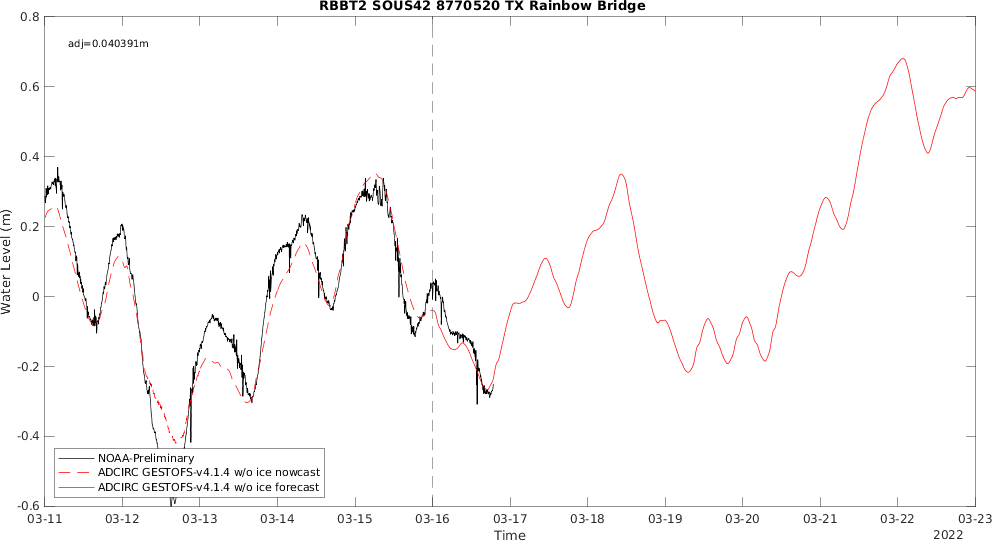 RBBT2 SOUS42 8770520 TX Rainbow Bridge
adj=0.040391m
0.8
0.6
0.4
0.2
0
-0.2
-0.4
-0.6
Water Level (m)
NOAA-Preliminary
ADCIRC GESTOFS-v4.1.4 w/o ice nowcast
ADCIRC GESTOFS-v4.1.4 w/o ice forecast
03-11 03-12 03-13 03-14 03-15 03-16 03-17 03-18 03-19 03-20 03-21 03-22 03-23
Time
2022